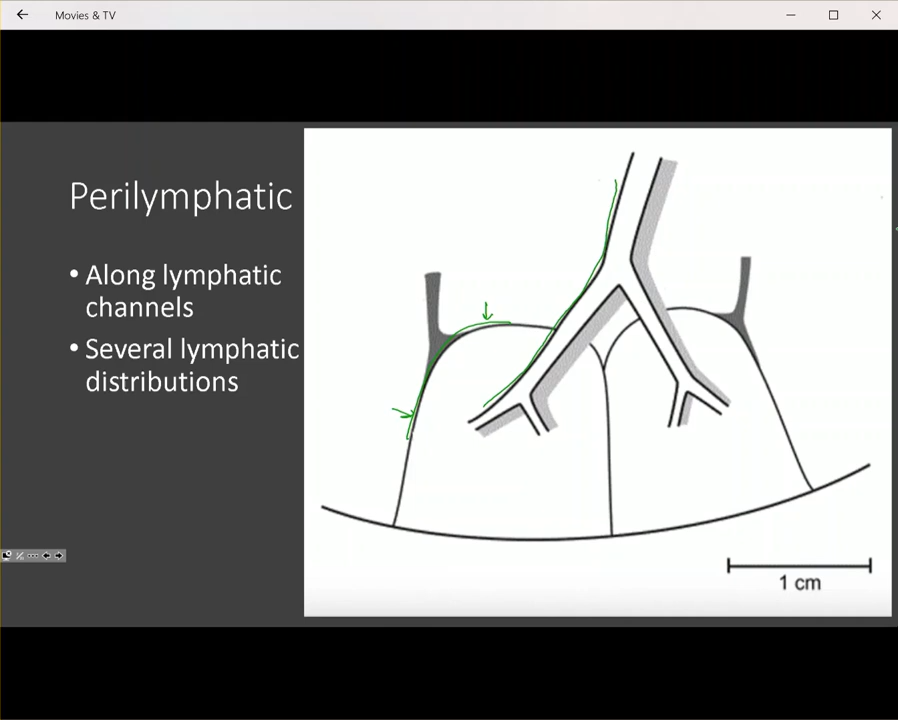 Movies & TV
Perilymphatic
• Along lymphatic
channels
• Several lymphatic
distributions
1 cm